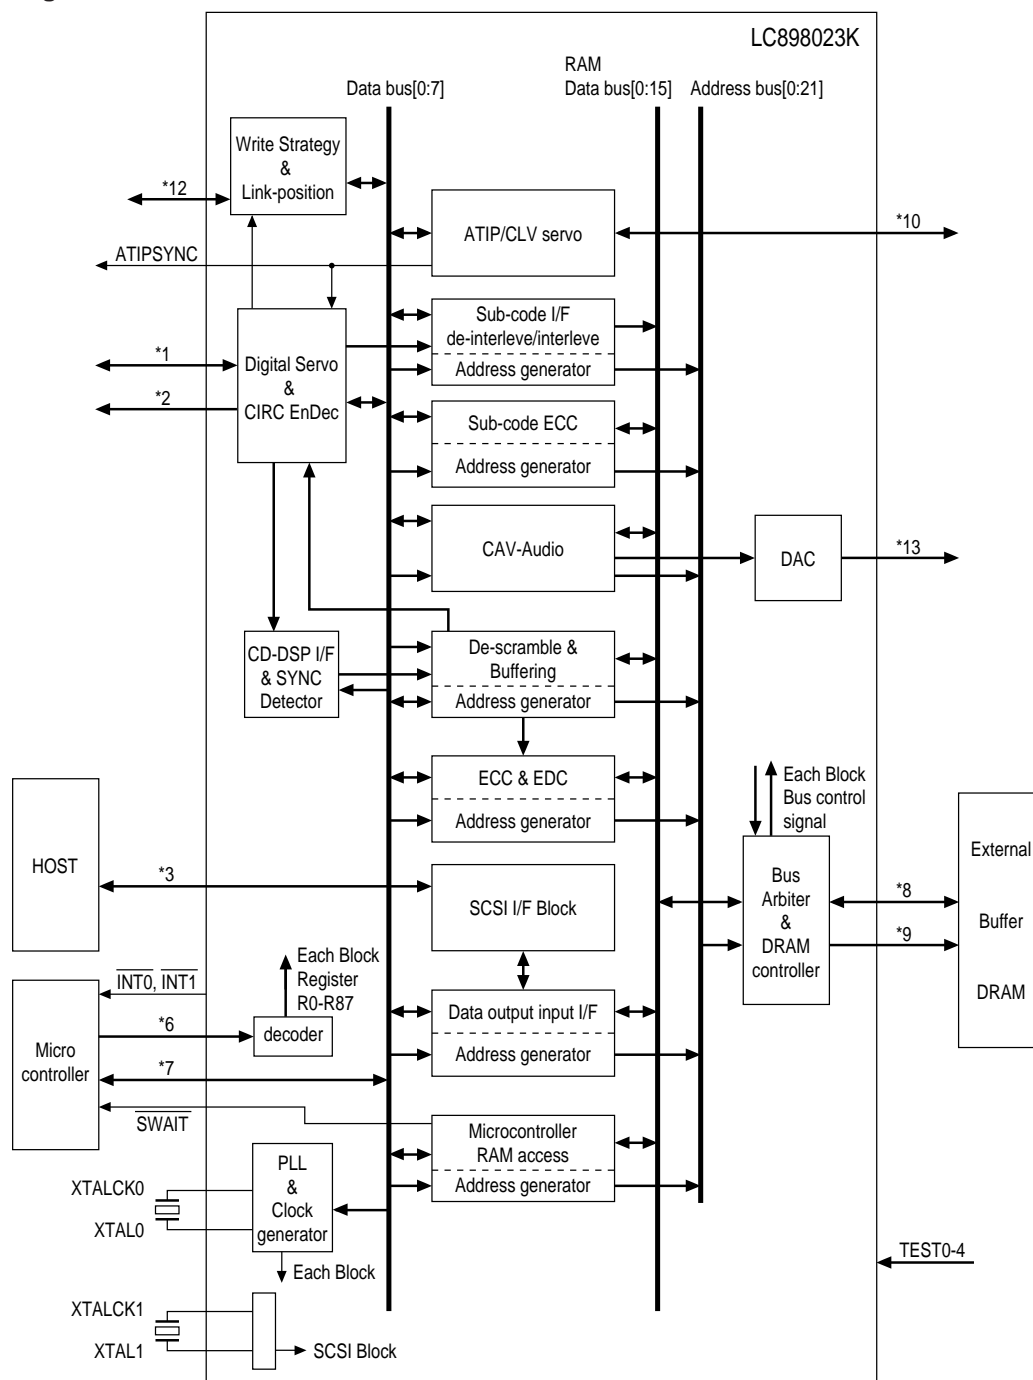 LC898023K
RAM
Data bus[0:7]
Data bus[0:15]
Address bus[0:21]
Write Strategy
&
Link-position
*12
ATIP/CLV servo
*10
ATIPSYNC
Sub-code I/F
de-interleve/interleve
Address generator
*1
Digital Servo
&
CIRC EnDec
*2
Sub-code ECC
Address generator
CAV-Audio
DAC
*13
CD-DSP I/F
& SYNC
Detector
De-scramble &
Buffering
Address generator
ECC & EDC
Address generator
Each Block
Bus control
signal
HOST
*3
SCSI I/F Block
Bus
Arbiter
&
DRAM
controller
*8
*9
External
Buffer
DRAM
Each Block
Register
R0-R87
INT0, INT1
*6
decoder
Data output input I/F
Address generator
Micro
controller
*7
SWAIT
Microcontroller
RAM access
Address generator
PLL
&
Clock
generator
XTALCK0
XTAL0
Each Block
TEST0-4
XTALCK1
XTAL1
SCSI Block